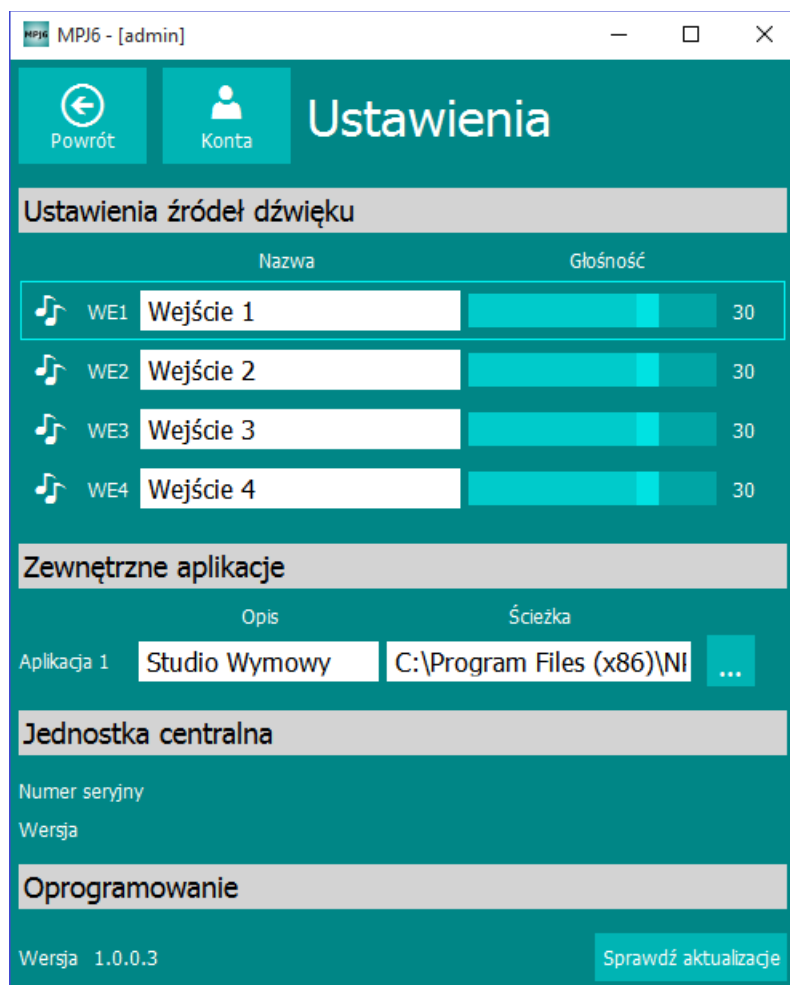 MPJ6 MPJ6 - [admin]
Powrót Konta Ustawienia
Ustawienia źródeł dźwięku
Nazwa Głośność
WE1 Wejście 1 30
WE2 Wejście 2 30
WE3 Wejście 3 30
WE4 Wejście 4 30
Zewnętrzne aplikacje
Opis Ścieżka
Aplikacja 1 Studio Wymowy C:\Program Files (x86)\ ...
Jednostka centralna
Numer seryjny
Wersja
Oprogramowanie
Wersja 1.0.0.3 Sprawdź aktualizacje